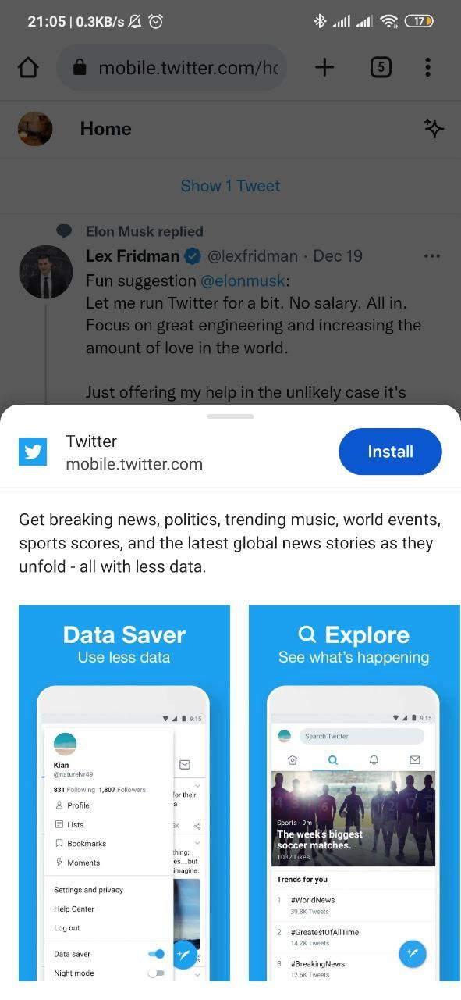 21:05 | 0.3KB/s
17
mobile.twitter.com/hc
5
Home
Show 1 Tweet
Elon Musk replied
Lex Fridman @lexfridman · Dec 19
Fun suggestion @elonmusk:
Let me run Twitter for a bit. No salary. All in.
Focus on great engineering and increasing the
amount of love in the world.
Just offering my help in the unlikely case it's
Twitter
mobile.twitter.com
Install
Get breaking news, politics, trending music, world events,
sports scores, and the latest global news stories as they
unfold - all with less data.
Data Saver
Use less data
9:15
Kian
@naturelvr49
831 Following 1,807 Followers
Profile
Lists
Bookmarks
Moments
Settings and privacy
Help Center
Log out
Data saver
Night mode
for their
a
thing;
es....but
imagine.
Explore
See what's happening
9:15
Search Twitter
14 3 6 12 8
Sports · 9m
The week's biggest
soccer matches.
1032 Likes
Trends for you
1 #WorldNews
39.8K Tweets
2 #GreatestOfAllTime
14.2K Tweets
3 #BreakingNews
12.6K Tweets